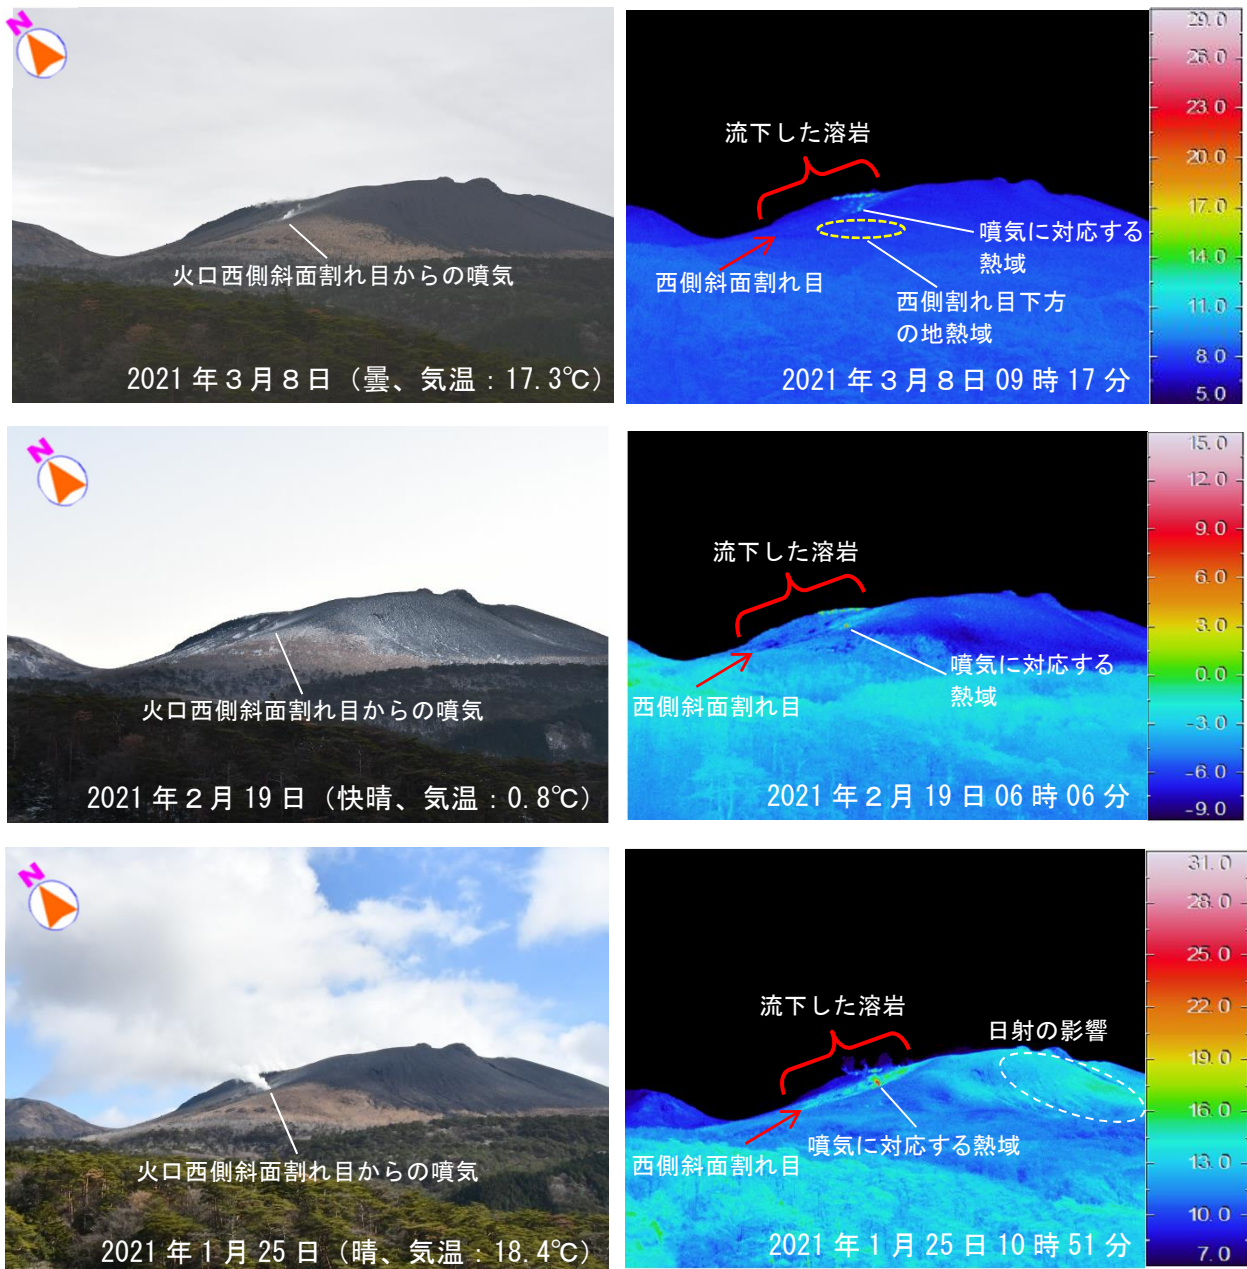 N
火口西側斜面割れ目からの噴気
2021年3月8日（曇、気温：17.3℃）
流下した溶岩
噴気に対応する
熱域
西側斜面割れ目
西側割れ目下方
の地熱域
2021年3月8日09時17分
29.0
26.0
23.0
20.0
17.0
14.0
11.0
8.0
5.0
N
火口西側斜面割れ目からの噴気
2021年2月19日（快晴、気温：0.8℃）
流下した溶岩
噴気に対応する
熱域
西側斜面割れ目
2021年2月19日06時06分
15.0
12.0
9.0
6.0
3.0
0.0
-3.0
-6.0
-9.0
N
火口西側斜面割れ目からの噴気
2021年1月25日（晴、気温：18.4℃）
流下した溶岩
日射の影響
噴気に対応する熱域
西側斜面割れ目
2021年1月25日10時51分
31.0
28.0
25.0
22.0
19.0
16.0
13.0
10.0
7.0